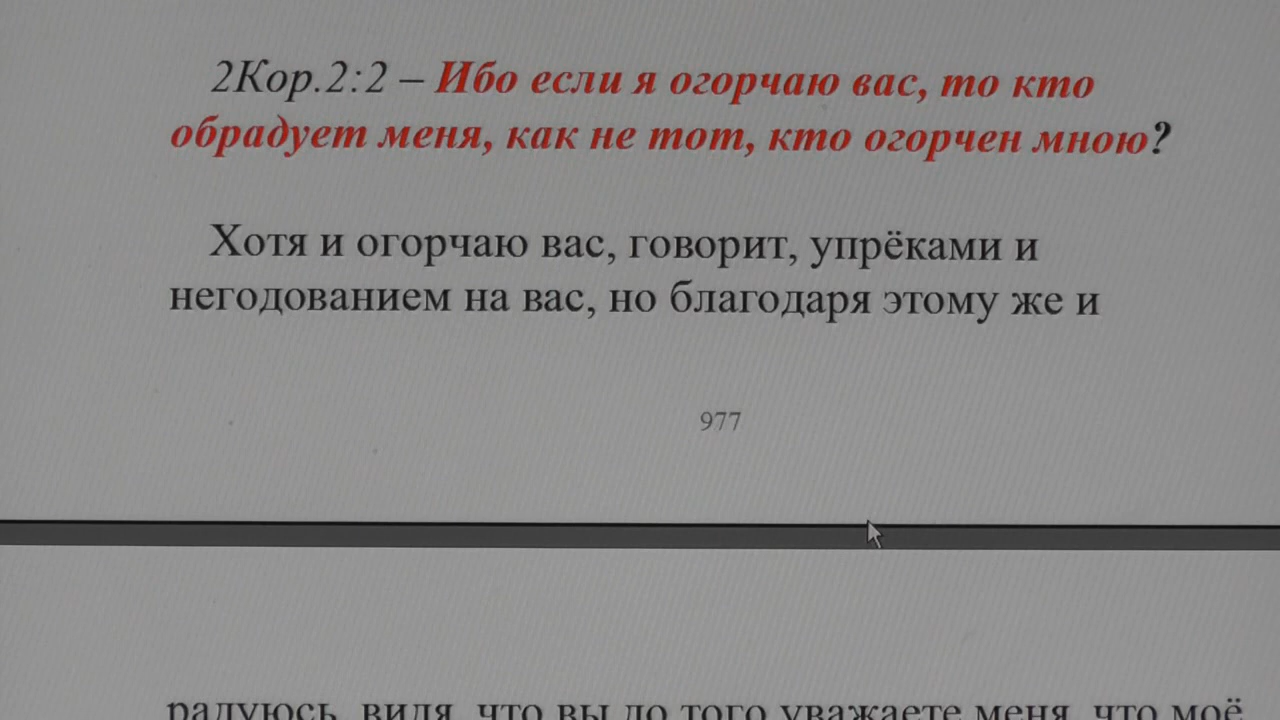 2Кор.2:2 – Ибо если я огорчаю вас, то кто
обрадует меня, как не тот, кто огорчен мною?
Хотя и огорчаю вас, говорит, упрёками и
негодованием на вас, но благодаря этому же и
977
радуюсь, видя, что вы до того уважаете меня, что моё